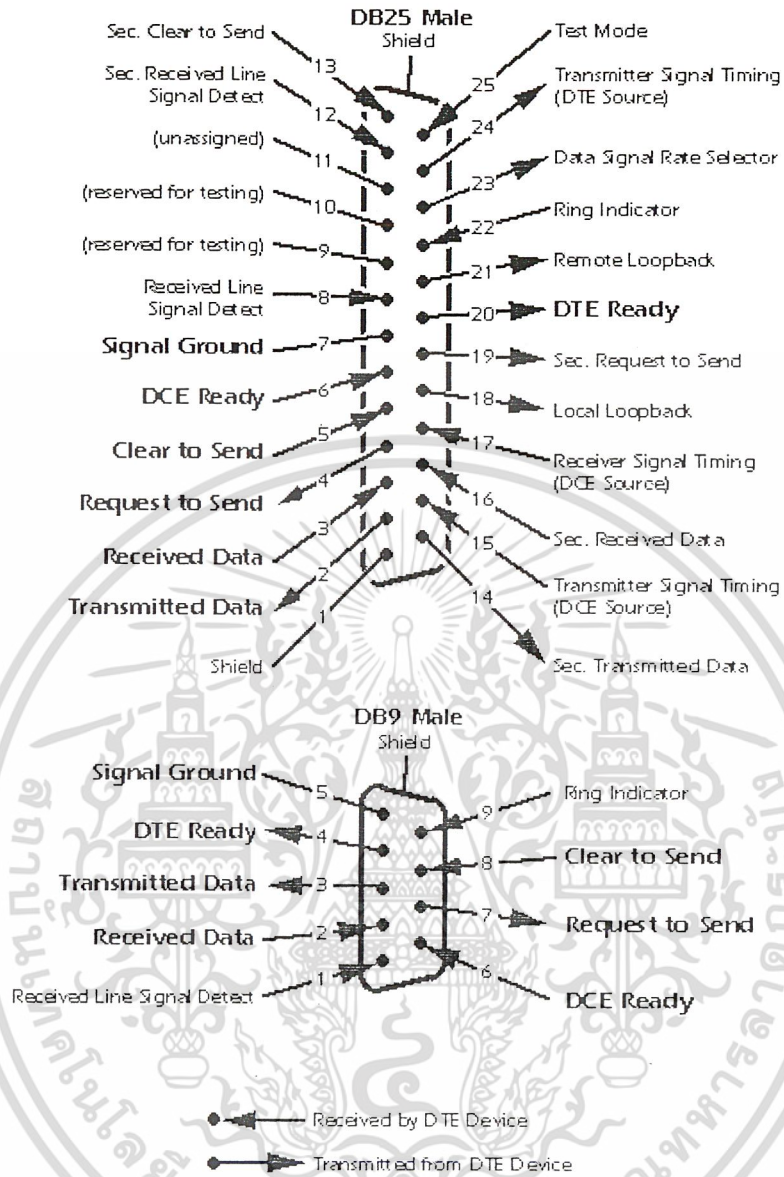 DB25 Male
Shield
Sec. Clear to Send
13
Sec. Received Line
Signal Detect
12
(unassigned)
11
(reserved for testing)
10
(reserved for testing)
9
Received Line
Signal Detect
8
Signal Ground
7
DCE Ready
6
Clear to Send
5
Request to Send
4
Received Data
3
Transmitted Data
2
Shield
1
25
Test Mode
24
Transmitter Signal Timing
(DTE Source)
23
Data Signal Rate Selector
22
Ring Indicator
21
Remote Loopback
20
DTE Ready
19
Sec. Request to Send
18
Local Loopback
17
Receiver Signal Timing
(DCE Source)
16
Sec. Received Data
15
Transmitter Signal Timing
(DCE Source)
14
Sec. Transmitted Data
DB9 Male
Shield
Signal Ground
5
DTE Ready
4
Transmitted Data
3
Received Data
2
Received Line Signal Detect
1
9
Ring Indicator
8
Clear to Send
7
Request to Send
6
DCE Ready
Received by DTE Device
Transmitted from DTE Device